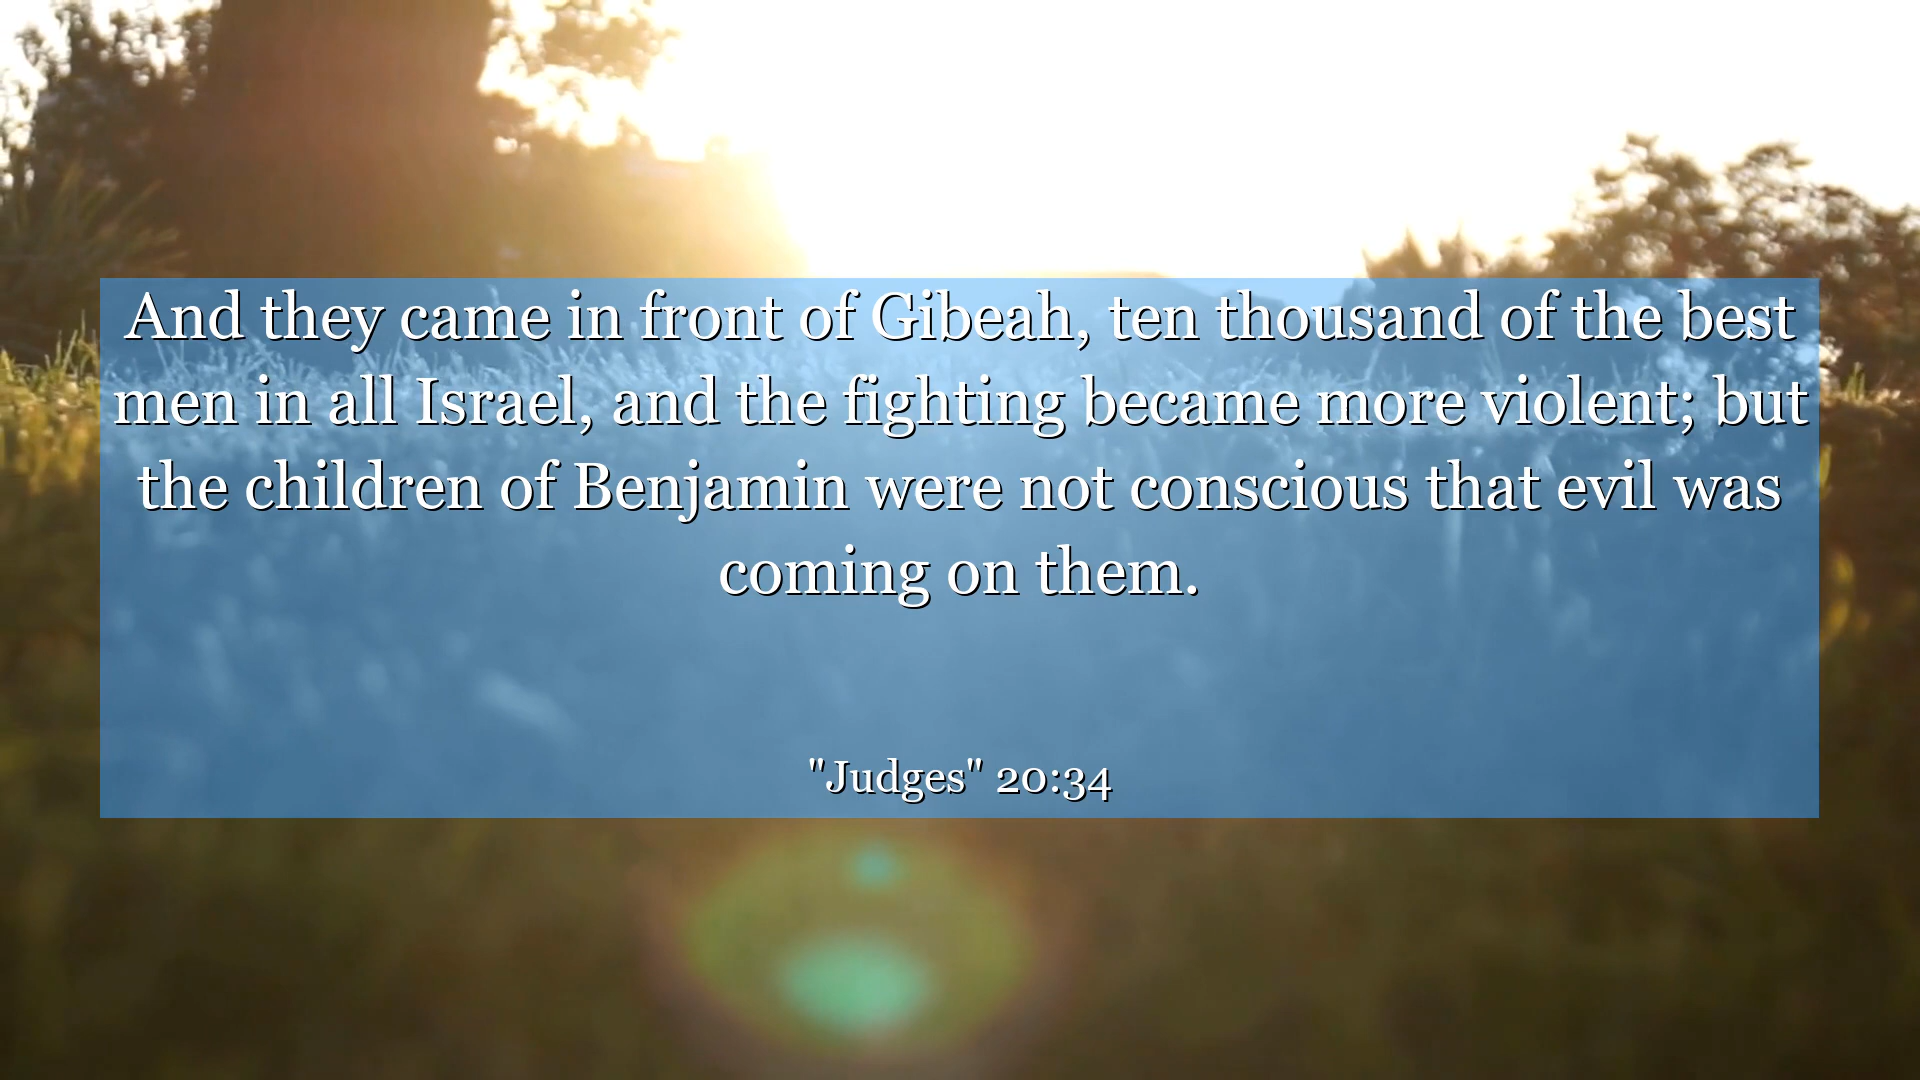 And they came in front of Gibeah, ten thousand of the best
men in all Israel, and the fighting became more violent; but
the children of Benjamin were not conscious that evil was
coming on them.
"Judges" 20:34